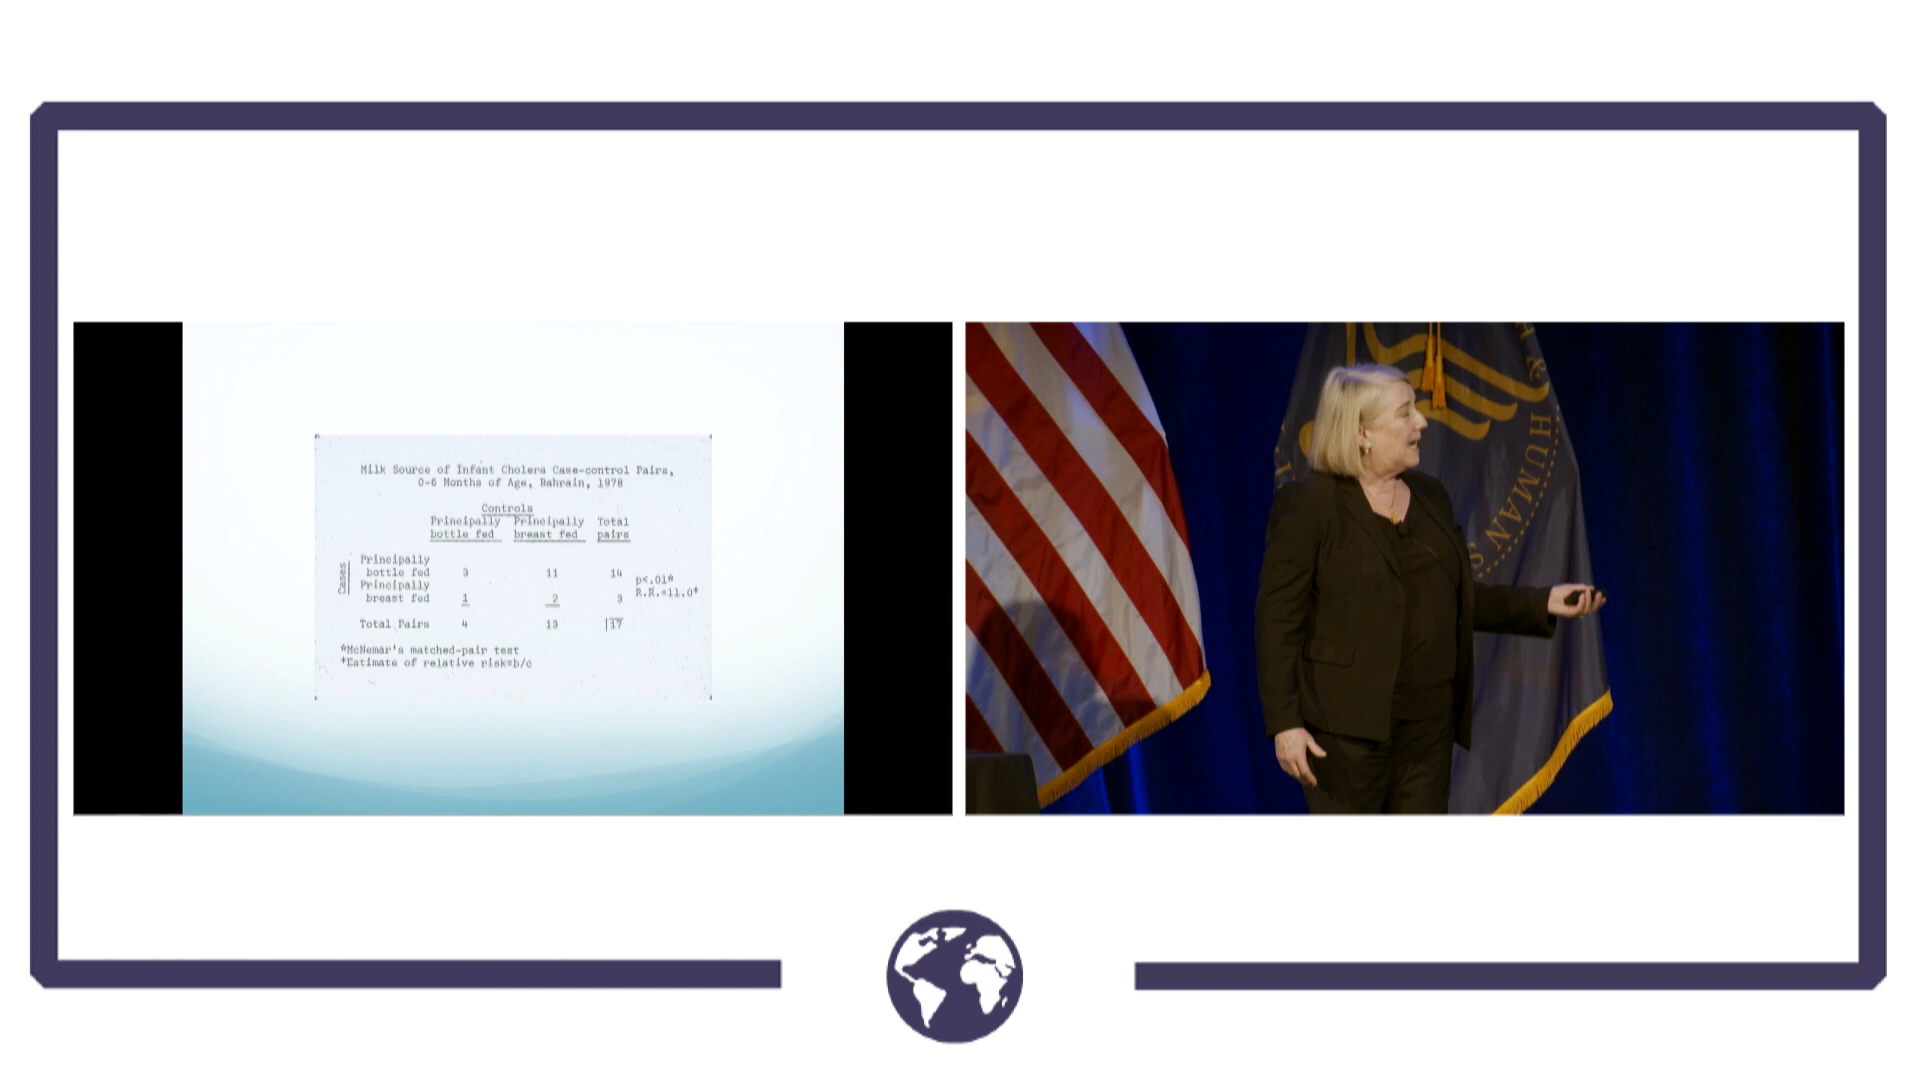 Milk Source of Infant Cholera Case-control Pairs,
0-6 Months of Age, Bahrain, 1978
Controls
Principally Principally Total
bottle fed breast fed pairs
Cases
Principally
bottle fed 3 11 14
p<.01*
Principally
R.R.=11.0†
breast fed 1 2 3
Total Pairs 4 13 17
*McNemar's matched-pair test
†Estimate of relative risk=b/c
& HUMAN S